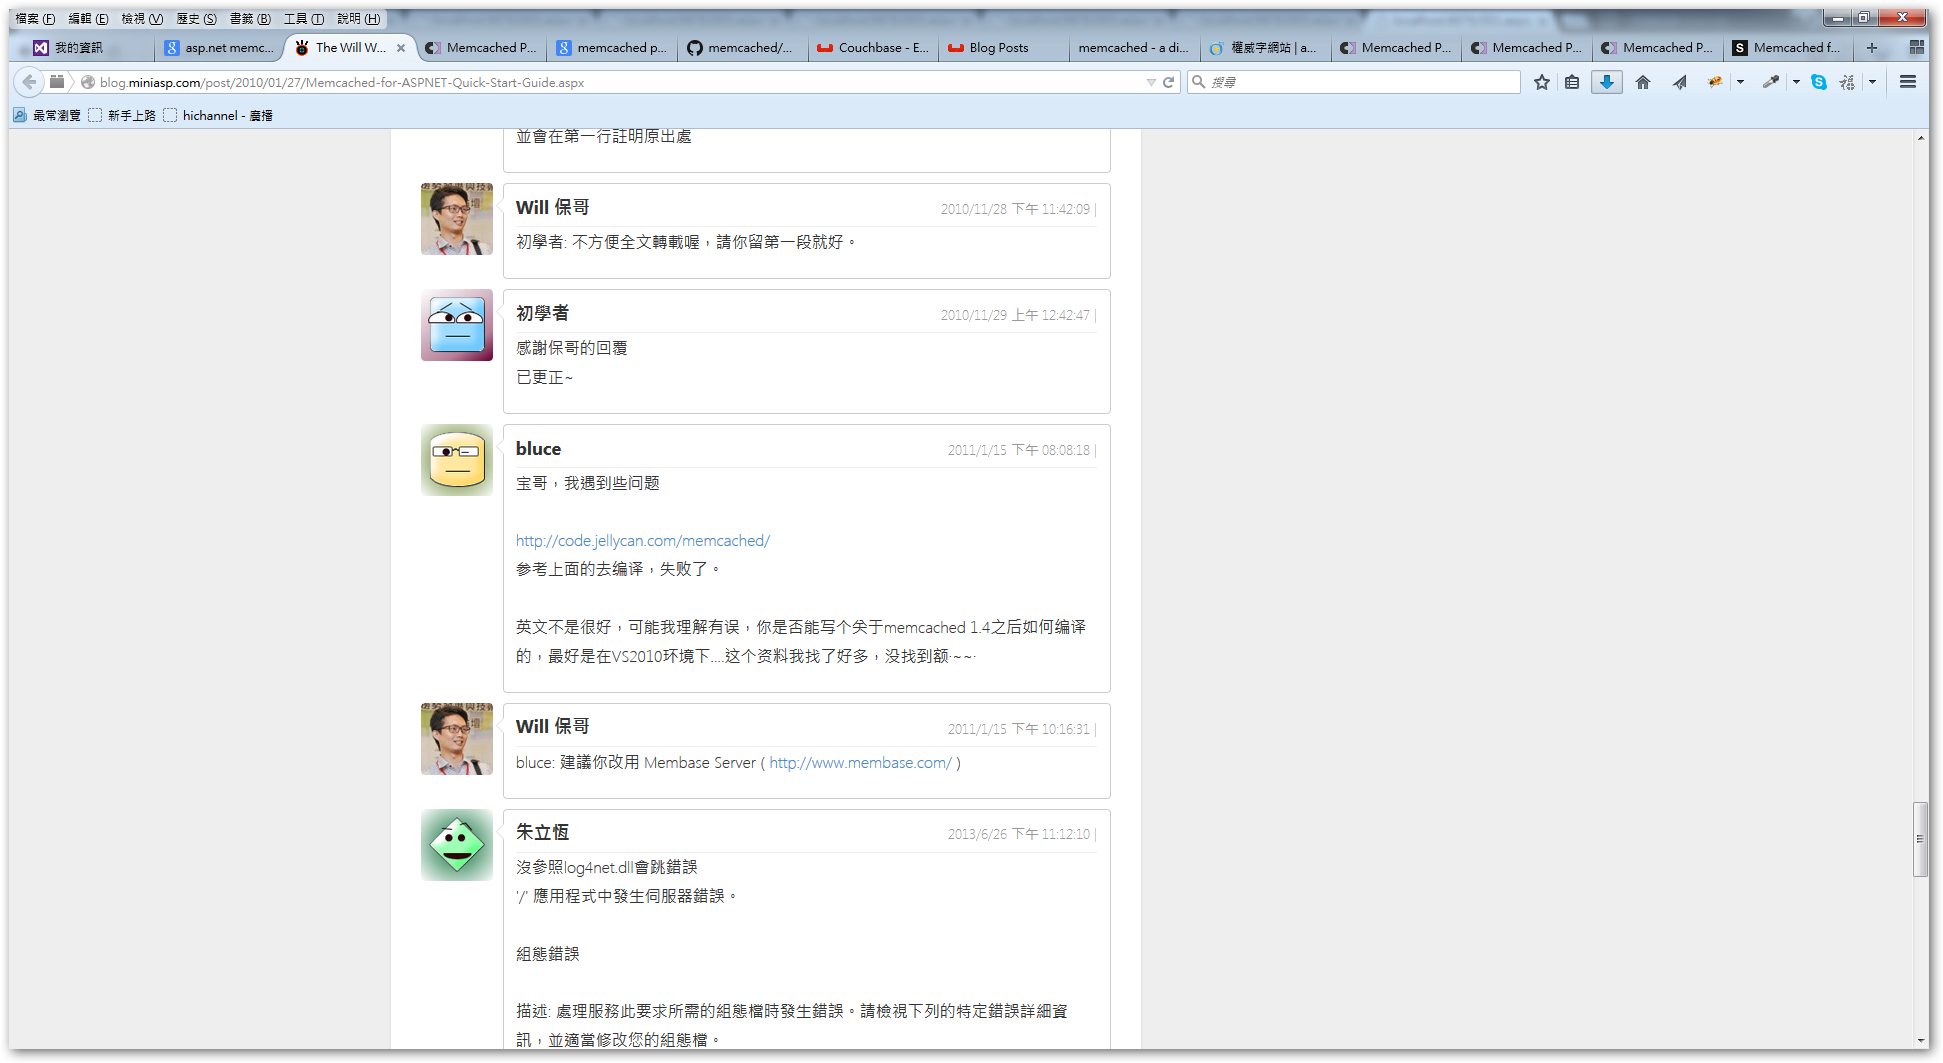 檔案 (F) 編輯 (E) 檢視 (V) 歷史 (S) 書籤 (B) 工具 (T) 說明 (H)
我的資訊 asp.net memc... The Will W... Memcached P... memcached p... memcached/... Couchbase - E... Blog Posts memcached - a di... 權威字網站 | a... Memcached P... Memcached P... Memcached P... Memcached f...
blog.miniasp.com/post/2010/01/27/Memcached-for-ASPNET-Quick-Start-Guide.aspx 搜尋
最常瀏覽 新手上路 hichannel - 廣播
並會在第一行註明原出處
Will 保哥 2010/11/28 下午 11:42:09 |
初學者: 不方便全文轉載喔，請你留第一段就好。
初學者 2010/11/29 上午 12:42:47 |
感謝保哥的回覆
已更正~
bluce 2011/1/15 下午 08:08:18 |
宝哥，我遇到些问题
http://code.jellycan.com/memcached/
参考上面的去编译，失败了。
英文不是很好，可能我理解有误，你是否能写个关于memcached 1.4之后如何编译
的，最好是在VS2010环境下....这个资料我找了好多，没找到额·~~·
Will 保哥 2011/1/15 下午 10:16:31 |
bluce: 建議你改用 Membase Server ( http://www.membase.com/ )
朱立恆 2013/6/26 下午 11:12:10 |
沒參照log4net.dll會跳錯誤
'/' 應用程式中發生伺服器錯誤。
組態錯誤
描述: 處理服務此要求所需的組態檔時發生錯誤。請檢視下列的特定錯誤詳細資
訊，並適當修改您的組態檔。